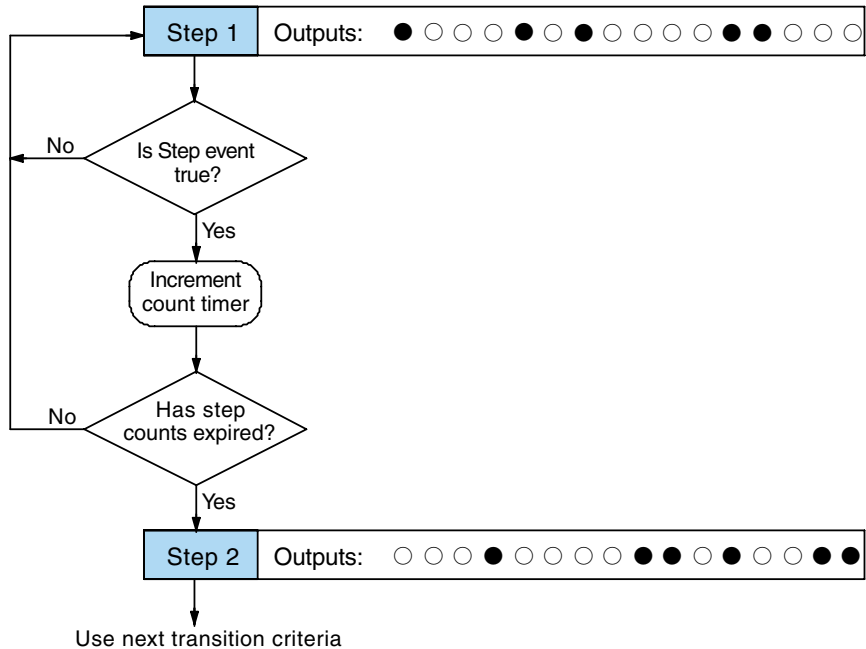 Step 1 Outputs:
Is Step event
true?
No
Yes
Increment
count timer
Has step
counts expired?
No
Yes
Step 2 Outputs:
Use next transition criteria